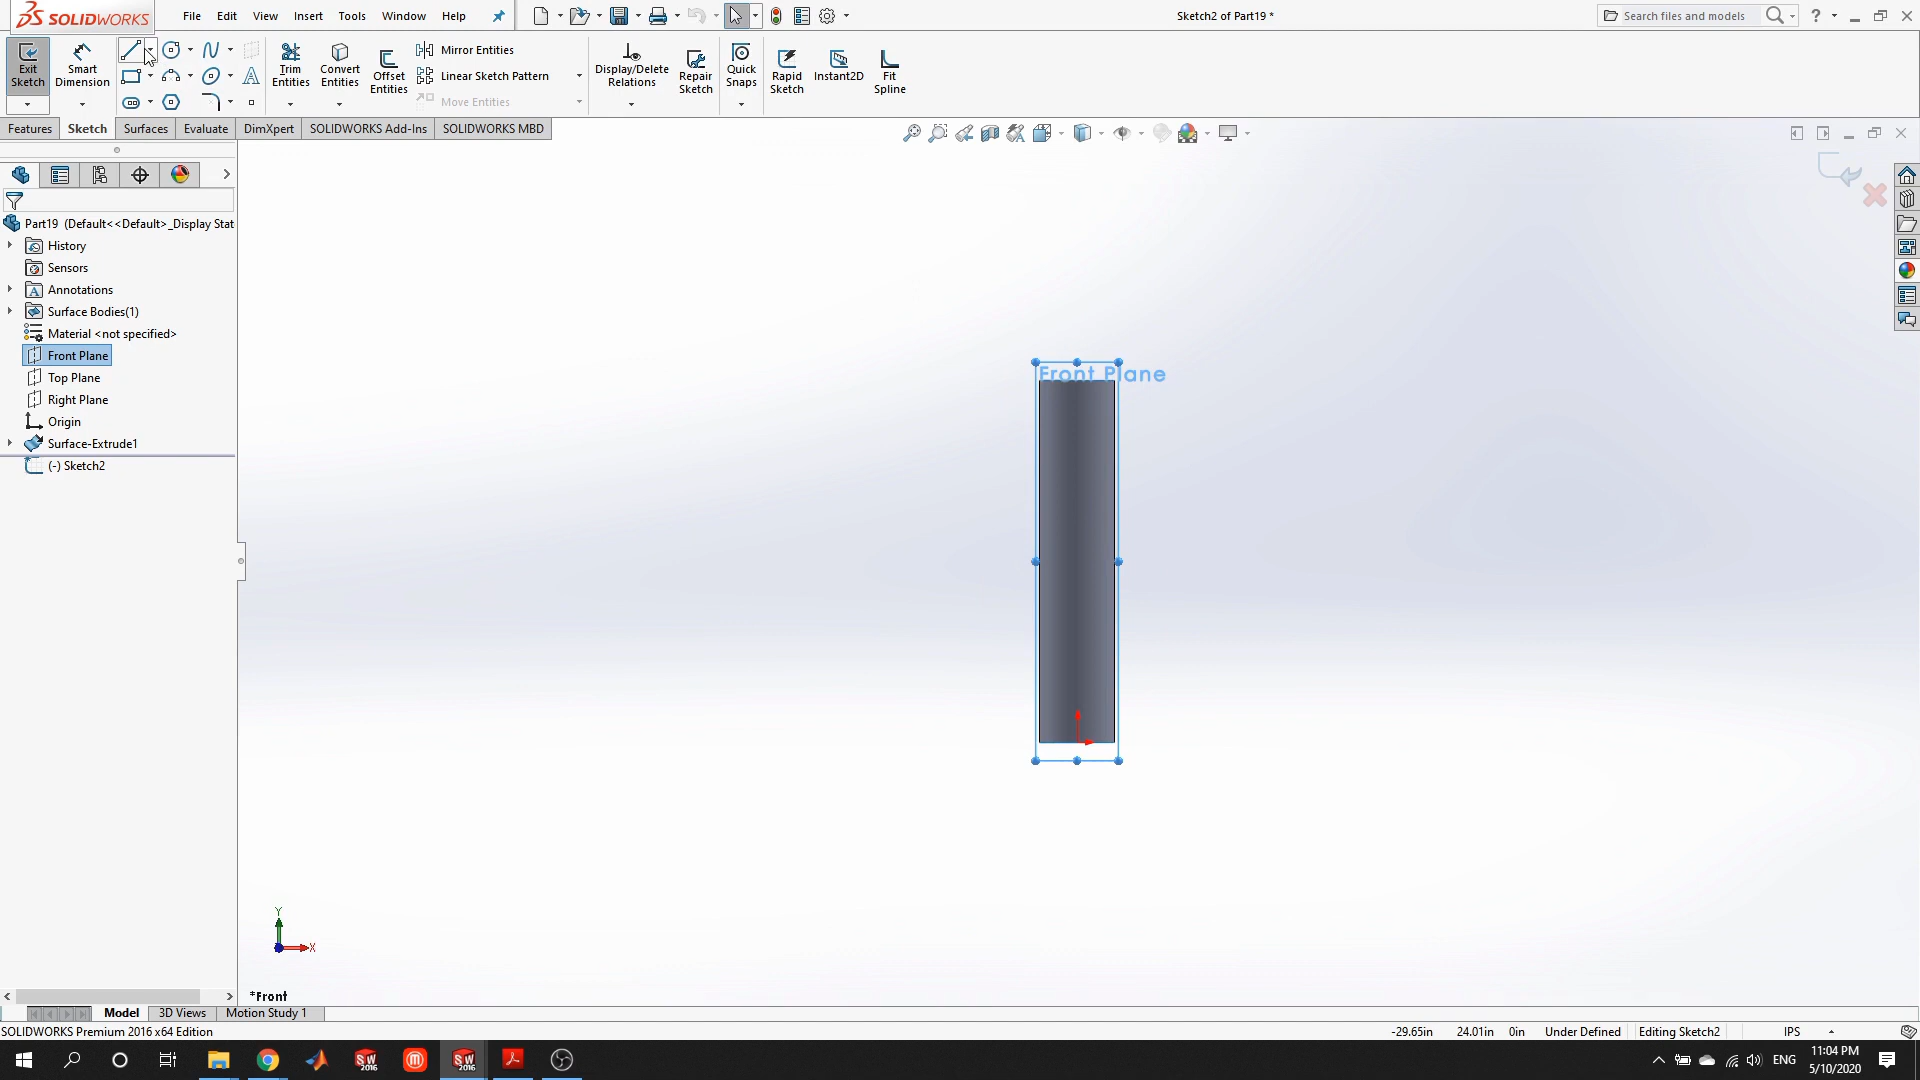 SOLIDWORKS
File Edit View Insert Tools Window Help
Sketch2 of Part19 *
Search files and models
Exit Sketch
Smart Dimension
Trim Entities
Convert Entities
Offset Entities
Mirror Entities
Linear Sketch Pattern
Move Entities
Display/Delete Relations
Repair Sketch
Quick Snaps
Rapid Sketch
Instant2D
Fit Spline
Features Sketch Surfaces Evaluate DimXpert SOLIDWORKS Add-Ins SOLIDWORKS MBD
Part19 (Default<<Default>_Display Stat
History
Sensors
Annotations
Surface Bodies(1)
Material <not specified>
Front Plane
Top Plane
Right Plane
Origin
Surface-Extrude1
(-) Sketch2
Front Plane
Y
X
*Front
Model 3D Views Motion Study 1
SOLIDWORKS Premium 2016 x64 Edition
-29.65in 24.01in 0in Under Defined Editing Sketch2 IPS
SW 2016
SW 2016
ENG
11:04 PM
5/10/2020